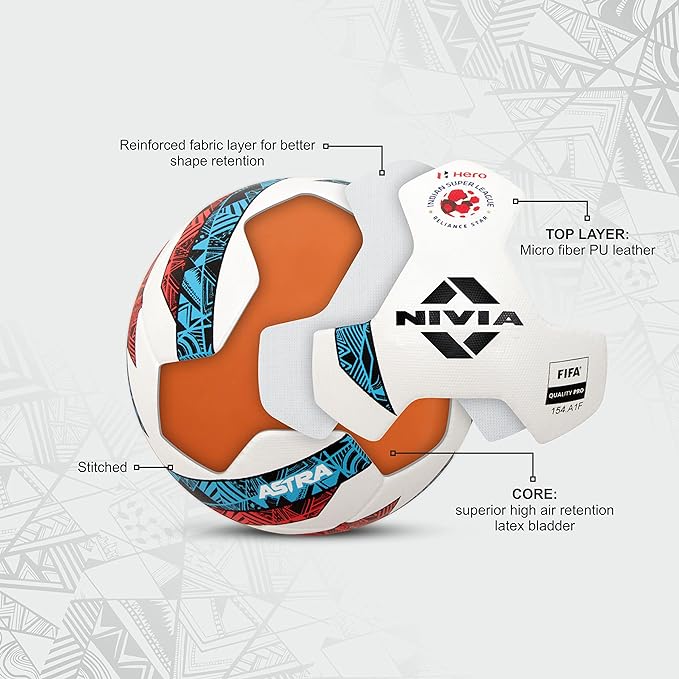 Reinforced fabric layer for better
shape retention
Hero
INDIAN SUPER LEAGUE
RELIANCE STAR
TOP LAYER:
Micro fiber PU leather
NIVIA
FIFA
QUALITY PRO
154.A1F
Stitched
ASTRA
CORE:
superior high air retention
latex bladder